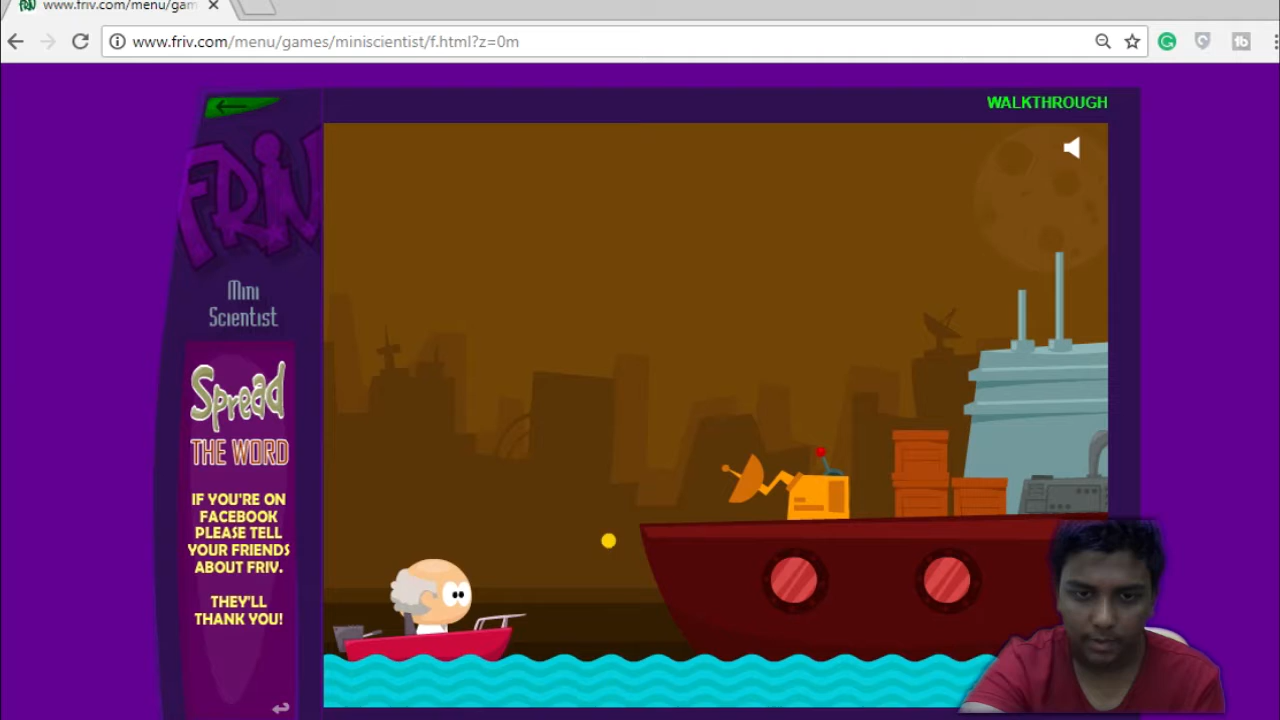 www.friv.com/menu/gam
www.friv.com/menu/games/miniscientist/f.html?z=0m
WALKTHROUGH
FRIV
Mini
Scientist
Spread
THE WORD
IF YOU'RE ON
FACEBOOK
PLEASE TELL
YOUR FRIENDS
ABOUT FRIV.
THEY'LL
THANK YOU!